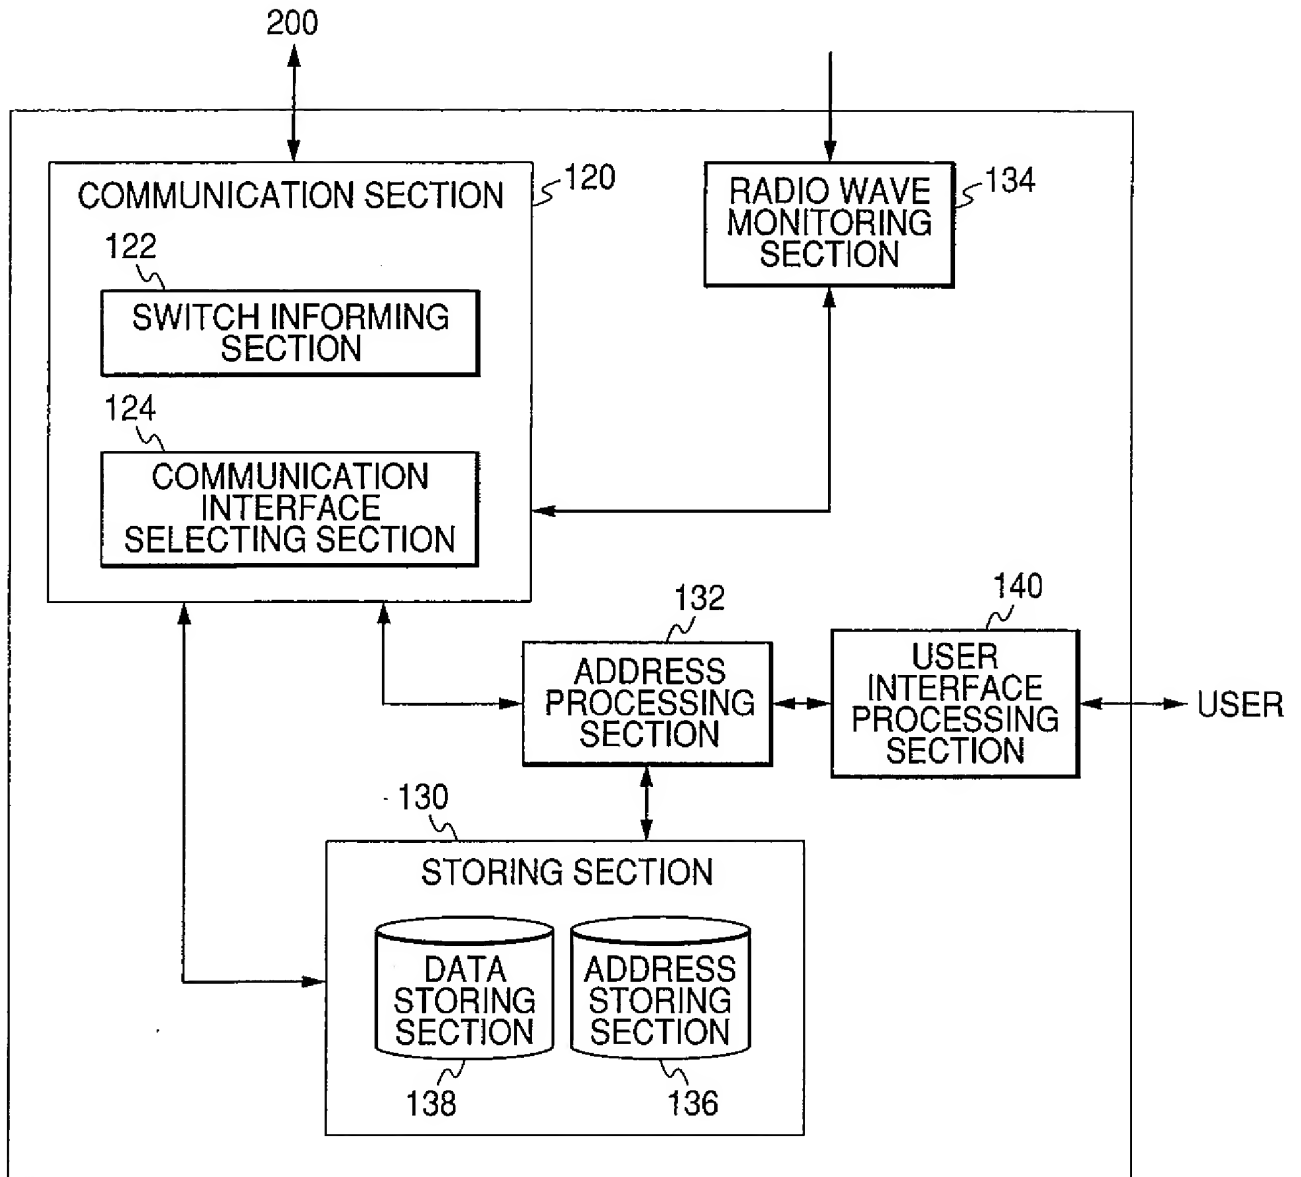 200
COMMUNICATION SECTION
120
122
SWITCH INFORMING
SECTION
124
COMMUNICATION
INTERFACE
SELECTING SECTION
RADIO WAVE
MONITORING
SECTION
134
132
ADDRESS
PROCESSING
SECTION
140
USER
INTERFACE
PROCESSING
SECTION
USER
130
STORING SECTION
DATA
STORING
SECTION
138
ADDRESS
STORING
SECTION
136